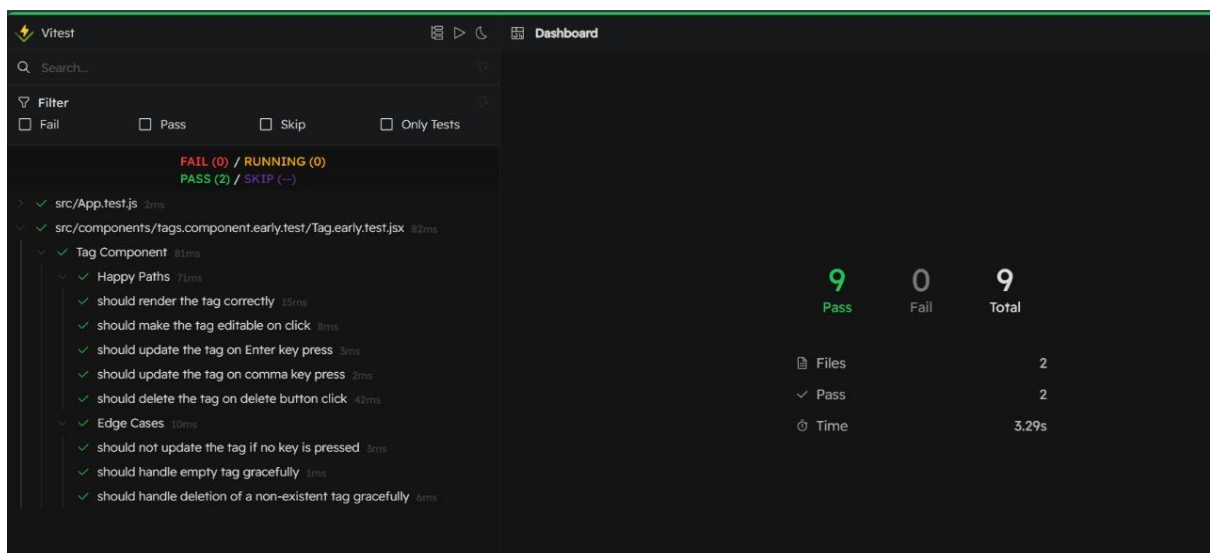 Vitest
Dashboard
Search...
Filter
Fail Pass Skip Only Tests
FAIL (0) / RUNNING (0)
PASS (2) / SKIP (--)
src/App.test.js 2ms
src/components/tags.component.early.test/Tag.early.test.jsx 82ms
Tag Component 81ms
Happy Paths 71ms
should render the tag correctly 15ms
should make the tag editable on click 8ms
should update the tag on Enter key press 3ms
should update the tag on comma key press 2ms
should delete the tag on delete button click 42ms
Edge Cases 10ms
should not update the tag if no key is pressed 3ms
should handle empty tag gracefully 1ms
should handle deletion of a non-existent tag gracefully 6ms
9 0 9
Pass Fail Total
Files 2
Pass 2
Time 3.29s